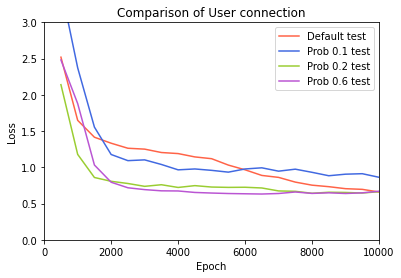 Comparison of User connection
3.0
2.5
2.0
1.5
1.0
0.5
0.0
Loss
0
2000
4000
6000
8000
10000
Epoch
Default test
Prob 0.1 test
Prob 0.2 test
Prob 0.6 test